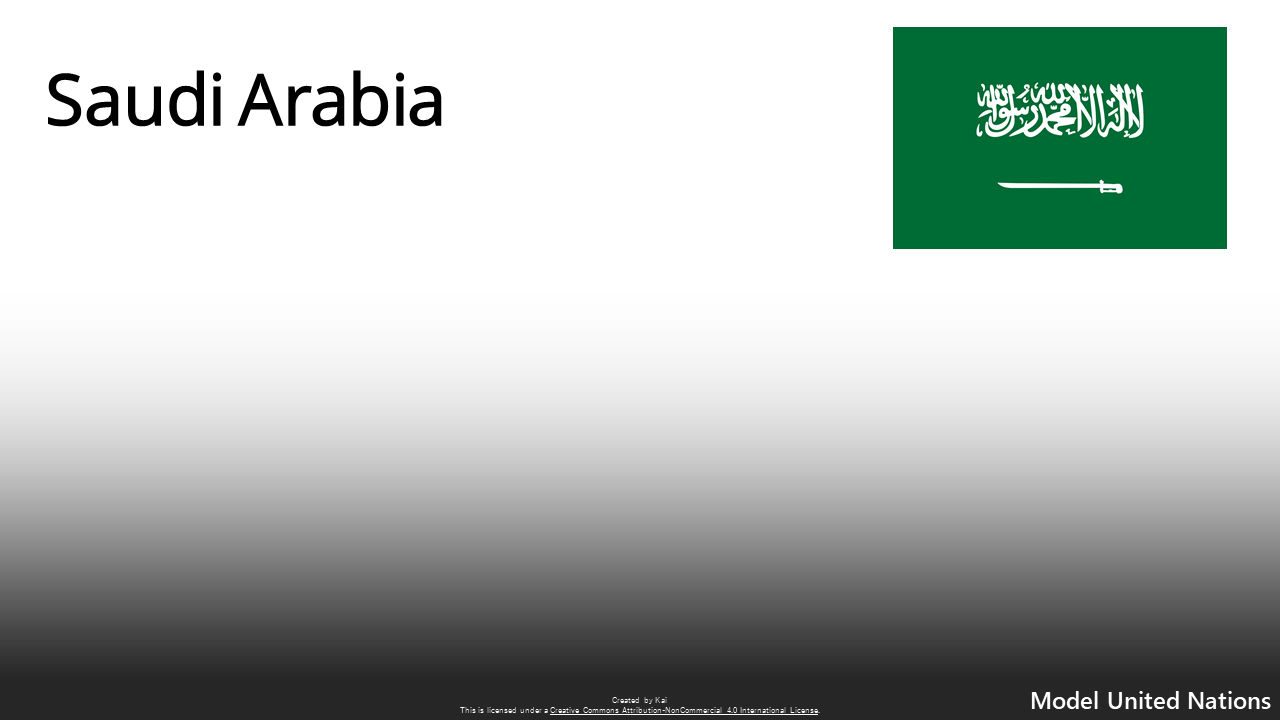 Saudi Arabia
لا إله إلا الله محمد رسول الله
Created by Kai
This is licensed under a Creative Commons Attribution-NonCommercial 4.0 International License.
Model United Nations